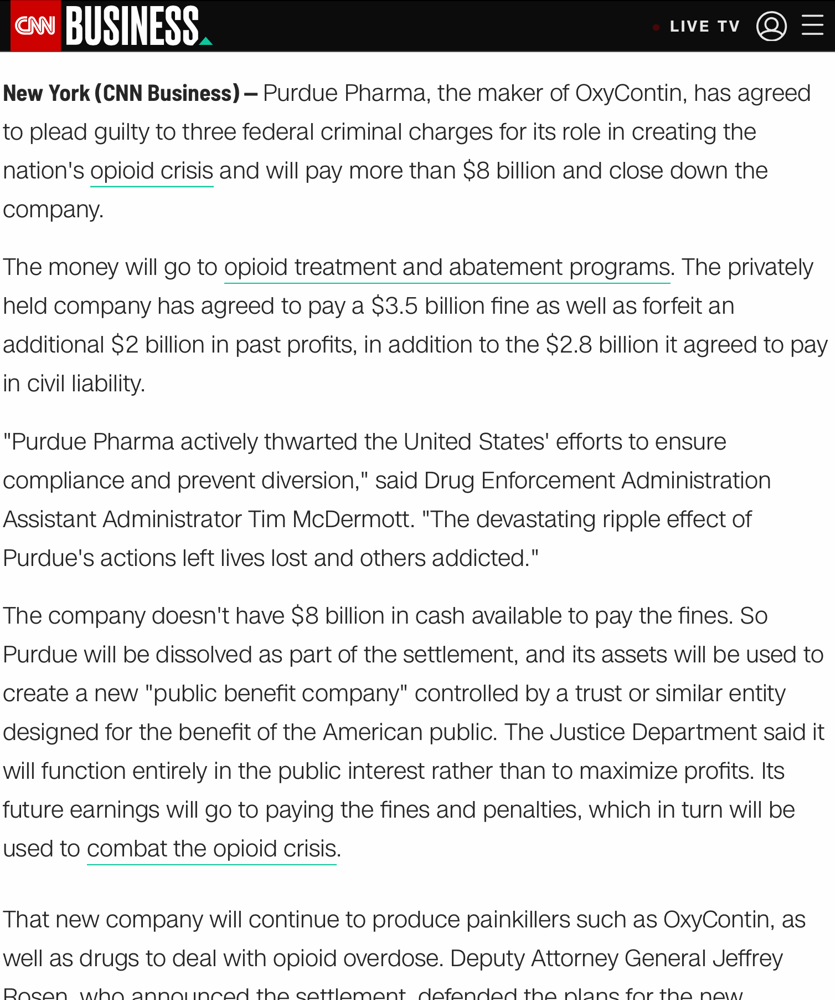 CNN BUSINESS
LIVE TV
New York (CNN Business) — Purdue Pharma, the maker of OxyContin, has agreed
to plead guilty to three federal criminal charges for its role in creating the
nation's opioid crisis and will pay more than $8 billion and close down the
company.
The money will go to opioid treatment and abatement programs. The privately
held company has agreed to pay a $3.5 billion fine as well as forfeit an
additional $2 billion in past profits, in addition to the $2.8 billion it agreed to pay
in civil liability.
"Purdue Pharma actively thwarted the United States' efforts to ensure
compliance and prevent diversion," said Drug Enforcement Administration
Assistant Administrator Tim McDermott. "The devastating ripple effect of
Purdue's actions left lives lost and others addicted."
The company doesn't have $8 billion in cash available to pay the fines. So
Purdue will be dissolved as part of the settlement, and its assets will be used to
create a new "public benefit company" controlled by a trust or similar entity
designed for the benefit of the American public. The Justice Department said it
will function entirely in the public interest rather than to maximize profits. Its
future earnings will go to paying the fines and penalties, which in turn will be
used to combat the opioid crisis.
That new company will continue to produce painkillers such as OxyContin, as
well as drugs to deal with opioid overdose. Deputy Attorney General Jeffrey
Rosen, who announced the settlement, defended the plans for the new